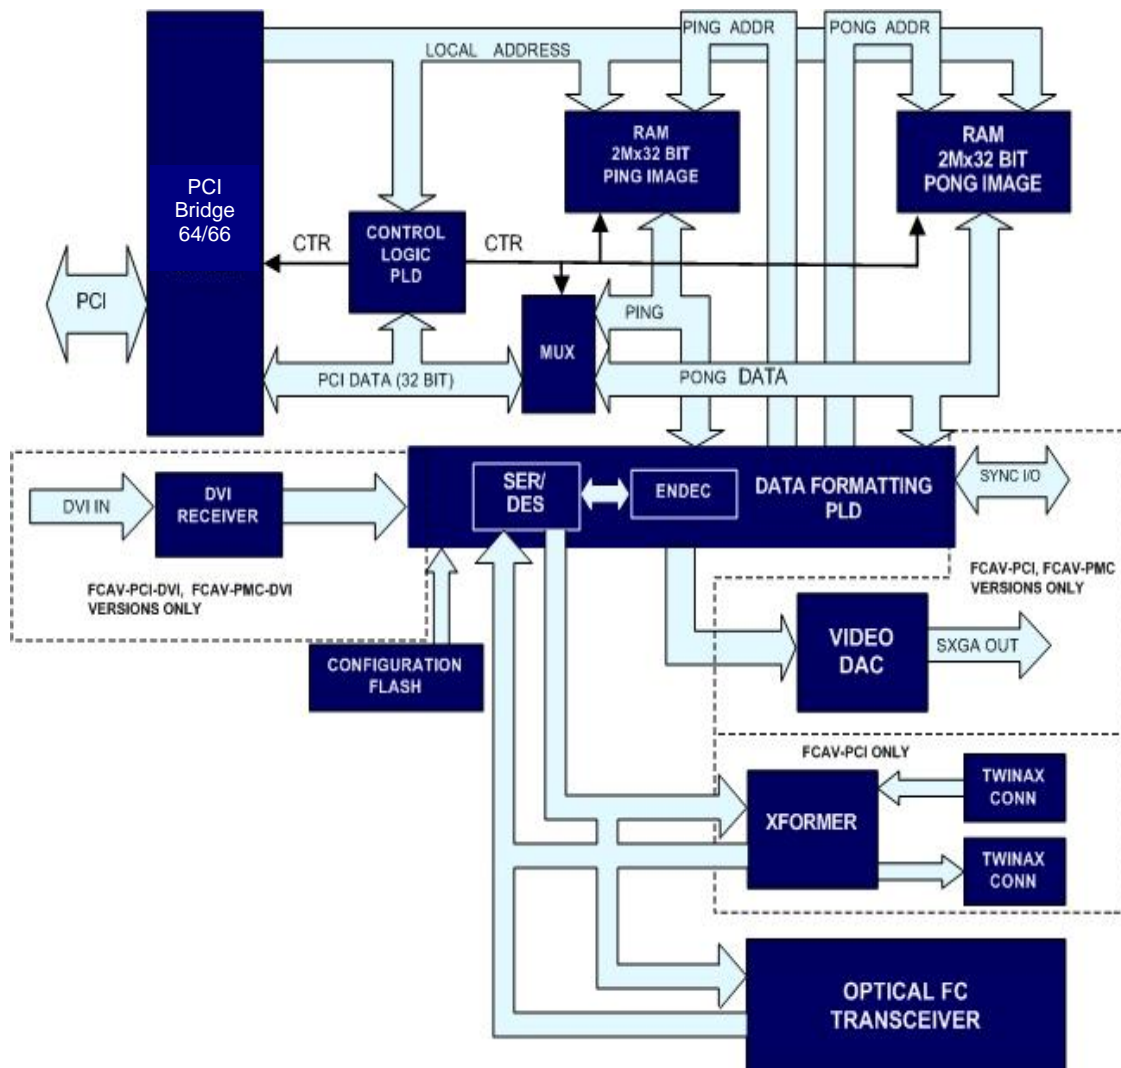 PING ADDR
PONG ADDR
LOCAL ADDRESS
RAM
2Mx32 BIT
PING IMAGE
RAM
2Mx32 BIT
PONG IMAGE
PCI
Bridge
64/66
CTR
CONTROL
LOGIC
PLD
CTR
PCI
PING
MUX
PCI DATA (32 BIT)
PONG DATA
DVI IN
DVI
RECEIVER
SER/
DES
ENDEC
DATA FORMATTING
PLD
SYNC I/O
FCAV-PCI-DVI, FCAV-PMC-DVI
VERSIONS ONLY
FCAV-PCI, FCAV-PMC
VERSIONS ONLY
CONFIGURATION
FLASH
VIDEO
DAC
SXGA OUT
FCAV-PCI ONLY
XFORMER
TWINAX
CONN
TWINAX
CONN
OPTICAL FC
TRANSCEIVER